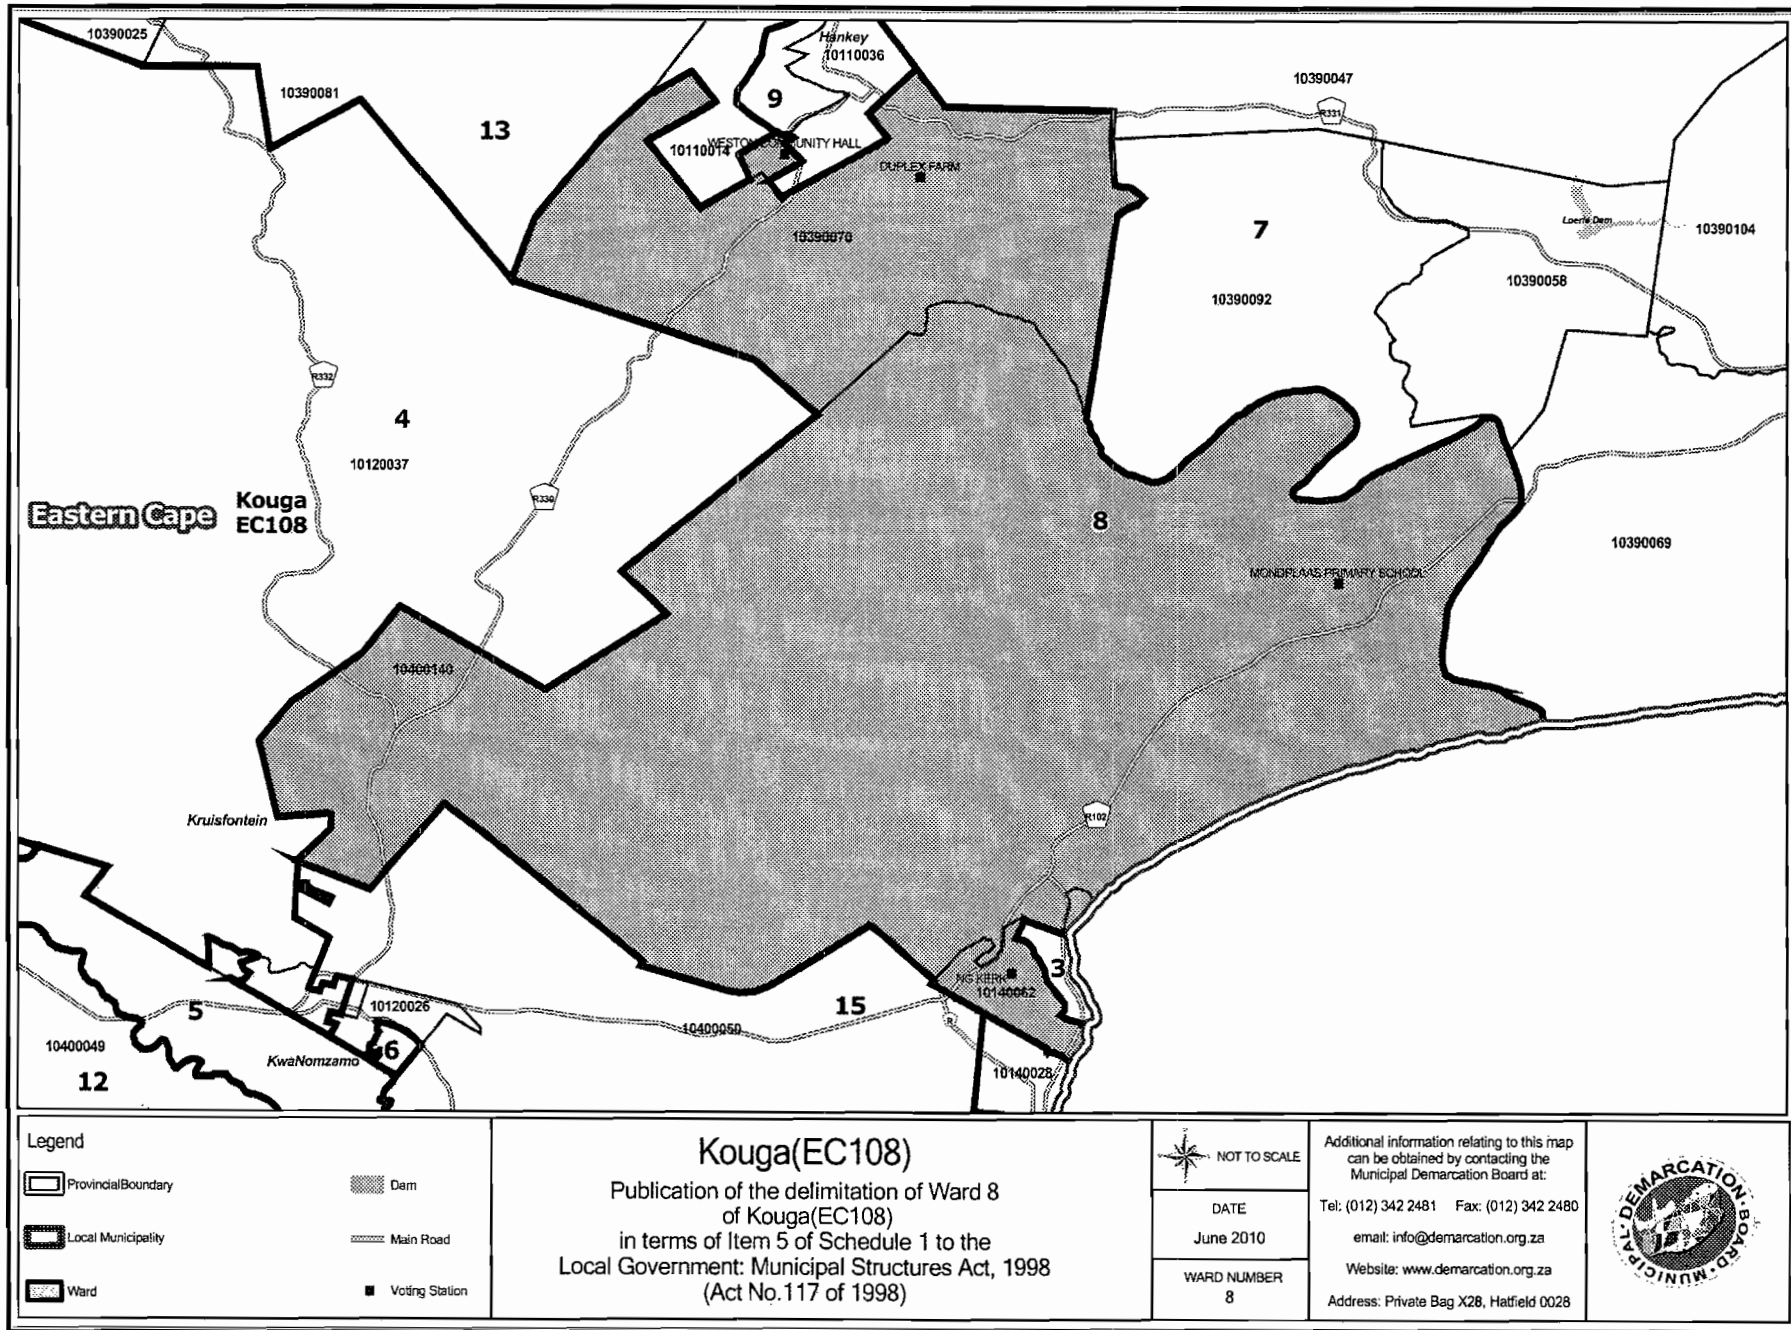 10390025
Hankey
10110036
10390047
10390081
9
R331
13
WESTON COMMUNITY HALL
10110014
DUPLEX FARM
Loerie Dam
10390070
7
10390104
10390058
10390092
R332
4
10120037
R330
Eastern Cape
Kouga
EC108
8
10390069
MONDPLAAS PRIMARY SCHOOL
10400140
R102
Kruisfontein
3
NG KERK
10140062
10120026
15
5
R
10400050
10400049
6
KwaNomzamo
10140028
12
Legend
ProvincialBoundary
Dam
Local Municipality
Main Road
Ward
Voting Station
Kouga(EC108)
Publication of the delimitation of Ward 8
of Kouga(EC108)
in terms of Item 5 of Schedule 1 to the
Local Government: Municipal Structures Act, 1998
(Act No.117 of 1998)
NOT TO SCALE
DATE
June 2010
WARD NUMBER
8
Additional information relating to this map
can be obtained by contacting the
Municipal Demarcation Board at:
Tel: (012) 342 2481 Fax: (012) 342 2480
email: info@demarcation.org.za
Website: www.demarcation.org.za
Address: Private Bag X28, Hatfield 0028
MUNICIPAL • DEMARCATION • BOARD